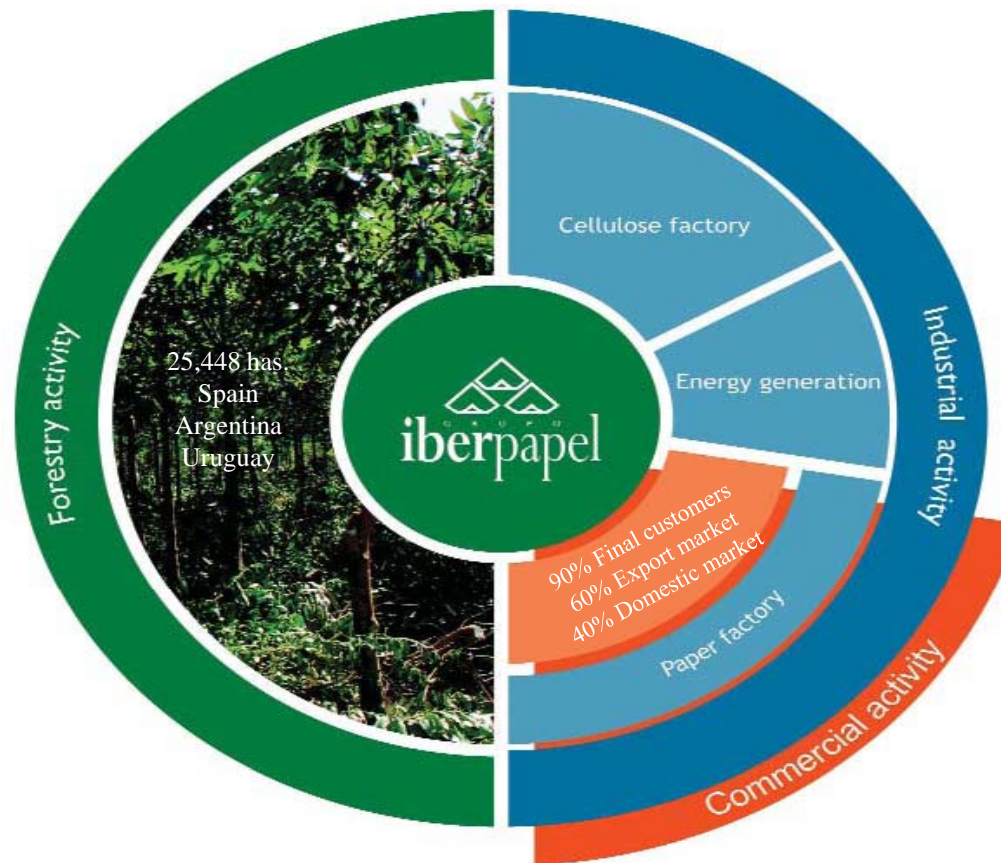 Forestry activity
25,448 has.
Spain
Argentina
Uruguay
GRUPO
iberpapel
Cellulose factory
Energy generation
Industrial activity
90% Final customers
60% Export market
40% Domestic market
Paper factory
Commercial activity